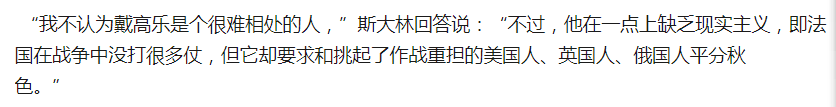 “我不认为戴高乐是个很难相处的人，”斯大林回答说：“不过，他在一点上缺乏现实主义，即法
国在战争中没打很多仗，但它却要求和挑起了作战重担的美国人、英国人、俄国人平分秋
色。”